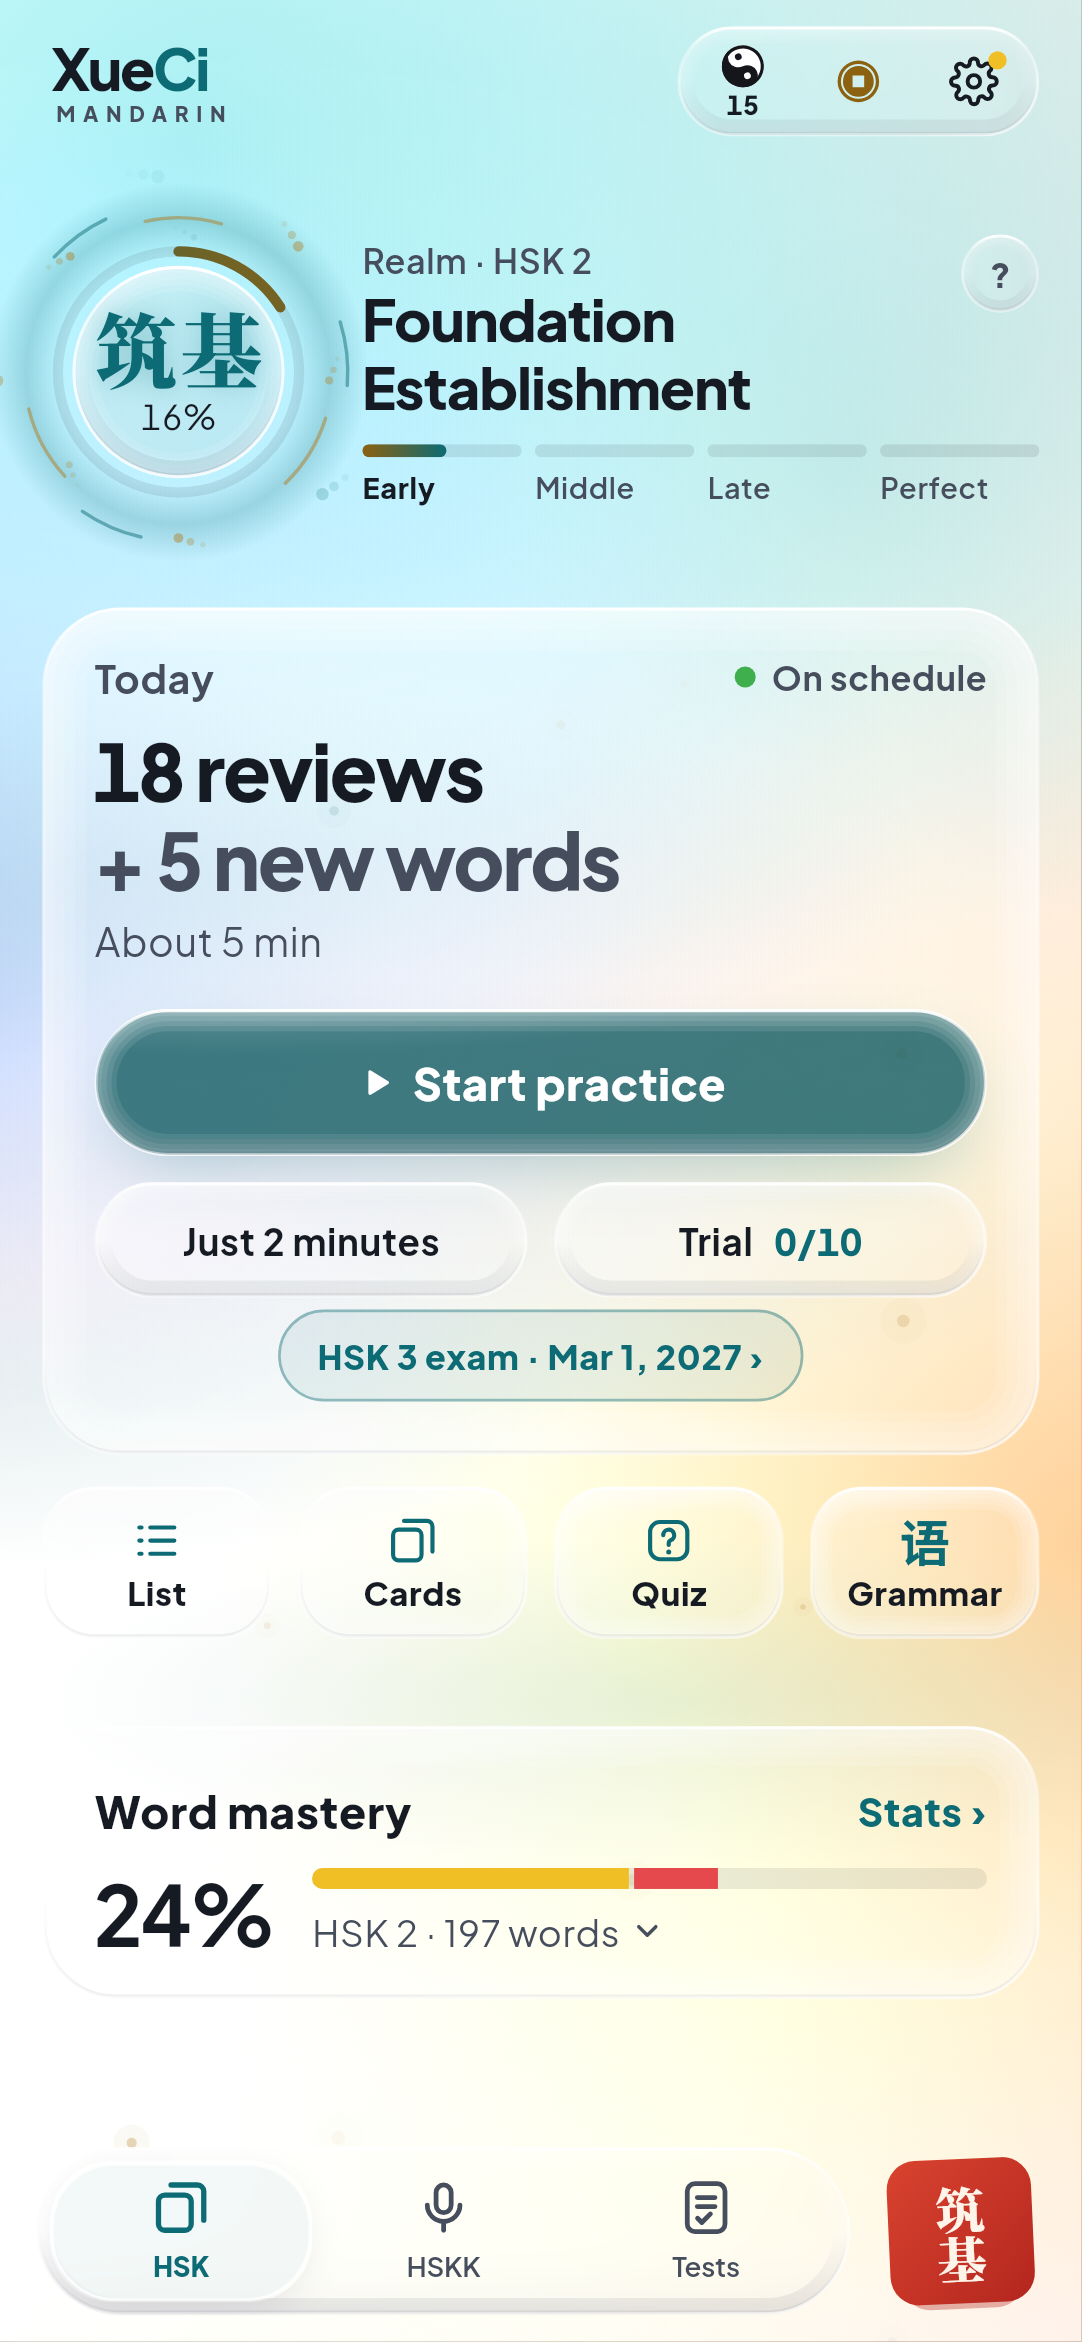 XueCi
MANDARIN
15
筑基
16%
Realm · HSK 2
?
Foundation
Establishment
Early Middle Late Perfect
Today
On schedule
18 reviews
+ 5 new words
About 5 min
Start practice
Just 2 minutes
Trial 0/10
HSK 3 exam · Mar 1, 2027 ›
List
Cards
Quiz
语
Grammar
Word mastery
Stats ›
24%
HSK 2 · 197 words
HSK
HSKK
Tests
筑
基